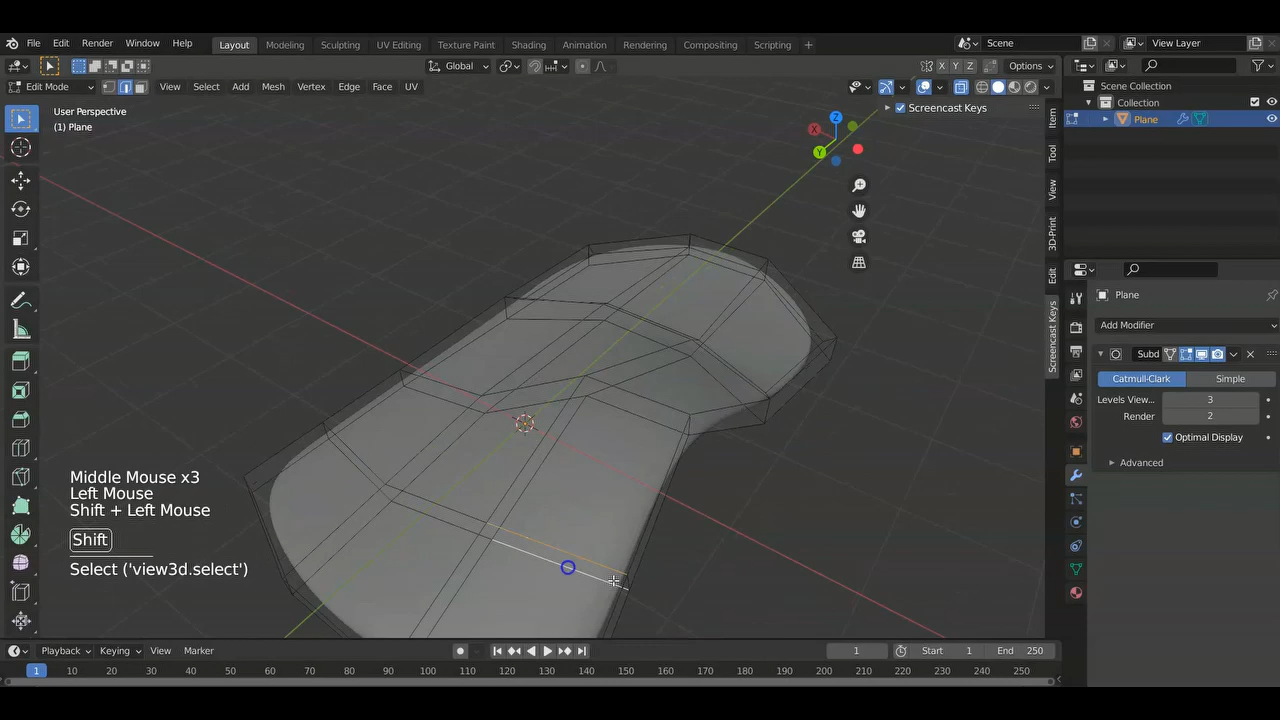 File Edit Render Window Help Layout Modeling Sculpting UV Editing Texture Paint Shading Animation Rendering Compositing Scripting + Scene View Layer
Global X Y Z Options
Edit Mode View Select Add Mesh Vertex Edge Face UV
Scene Collection
Collection
Plane
User Perspective
(1) Plane
Screencast Keys
Z
X
Y
Item
Tool
View
3D-Print
Edit
Screencast Keys
Plane
Add Modifier
Subd
Catmull-Clark Simple
Levels View... 3
Render 2
Optimal Display
Advanced
Middle Mouse x3
Left Mouse
Shift + Left Mouse
Shift
Select ('view3d.select')
Playback Keying View Marker 1 Start 1 End 250
1 10 20 30 40 50 60 70 80 90 100 110 120 130 140 150 160 170 180 190 200 210 220 230 240 250